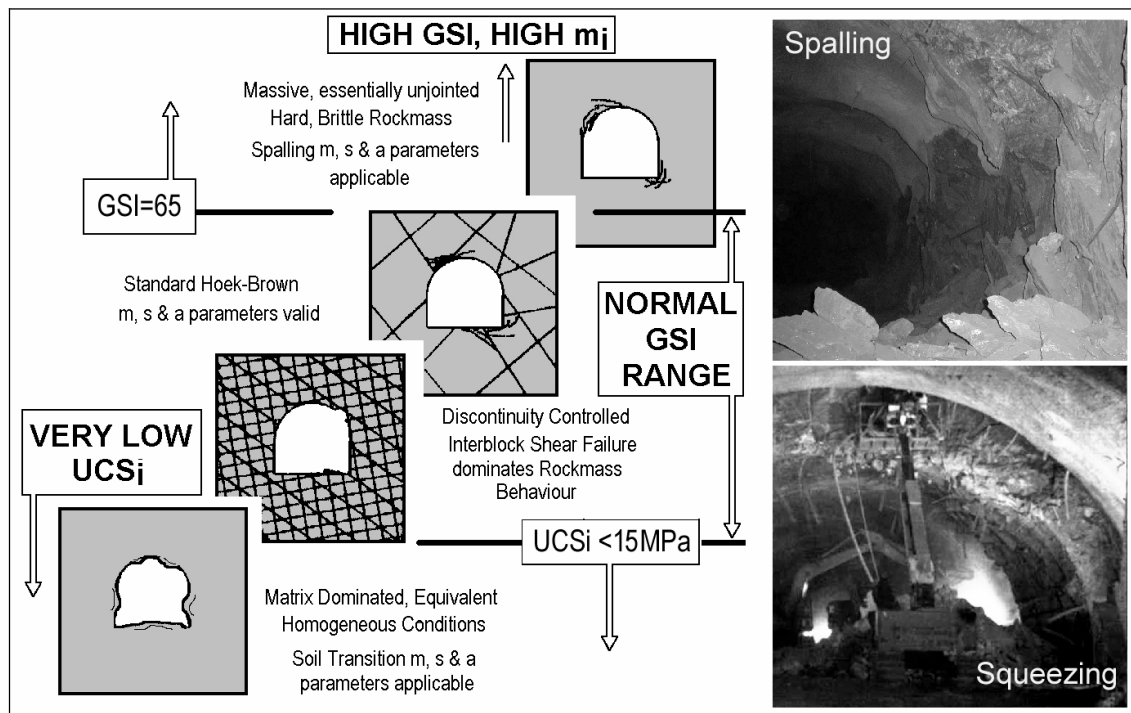 HIGH GSI, HIGH mi
Massive, essentially unjointed
Hard, Brittle Rockmass
Spalling m, s & a parameters
applicable
GSI=65
Standard Hoek-Brown
m, s & a parameters valid
NORMAL
GSI
RANGE
Discontinuity Controlled
Interblock Shear Failure
dominates Rockmass
Behaviour
VERY LOW
UCSi
UCSi <15MPa
Matrix Dominated, Equivalent
Homogeneous Conditions
Soil Transition m, s & a
parameters applicable
Spalling
Squeezing